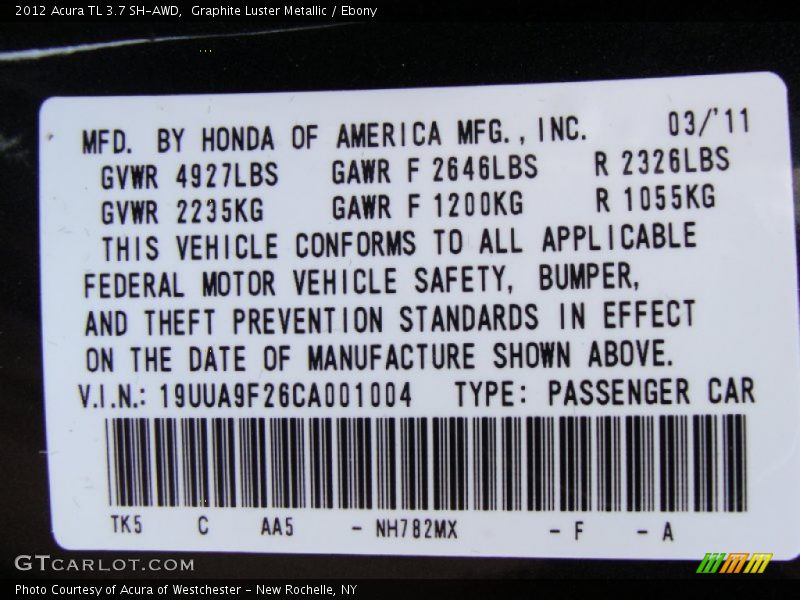 2012 Acura TL 3.7 SH-AWD,  Graphite Luster Metallic / Ebony
MFD. BY HONDA OF AMERICA MFG., INC. 03/'11
GVWR 4927LBS GAWR F 2646LBS R 2326LBS
GVWR 2235KG GAWR F 1200KG R 1055KG
THIS VEHICLE CONFORMS TO ALL APPLICABLE
FEDERAL MOTOR VEHICLE SAFETY, BUMPER,
AND THEFT PREVENTION STANDARDS IN EFFECT
ON THE DATE OF MANUFACTURE SHOWN ABOVE.
V.I.N.: 19UUA9F26CA001004 TYPE: PASSENGER CAR
TK5 C AA5 - NH782MX - F - A
GTCARLOT.COM
Photo Courtesy of Acura of Westchester - New Rochelle, NY